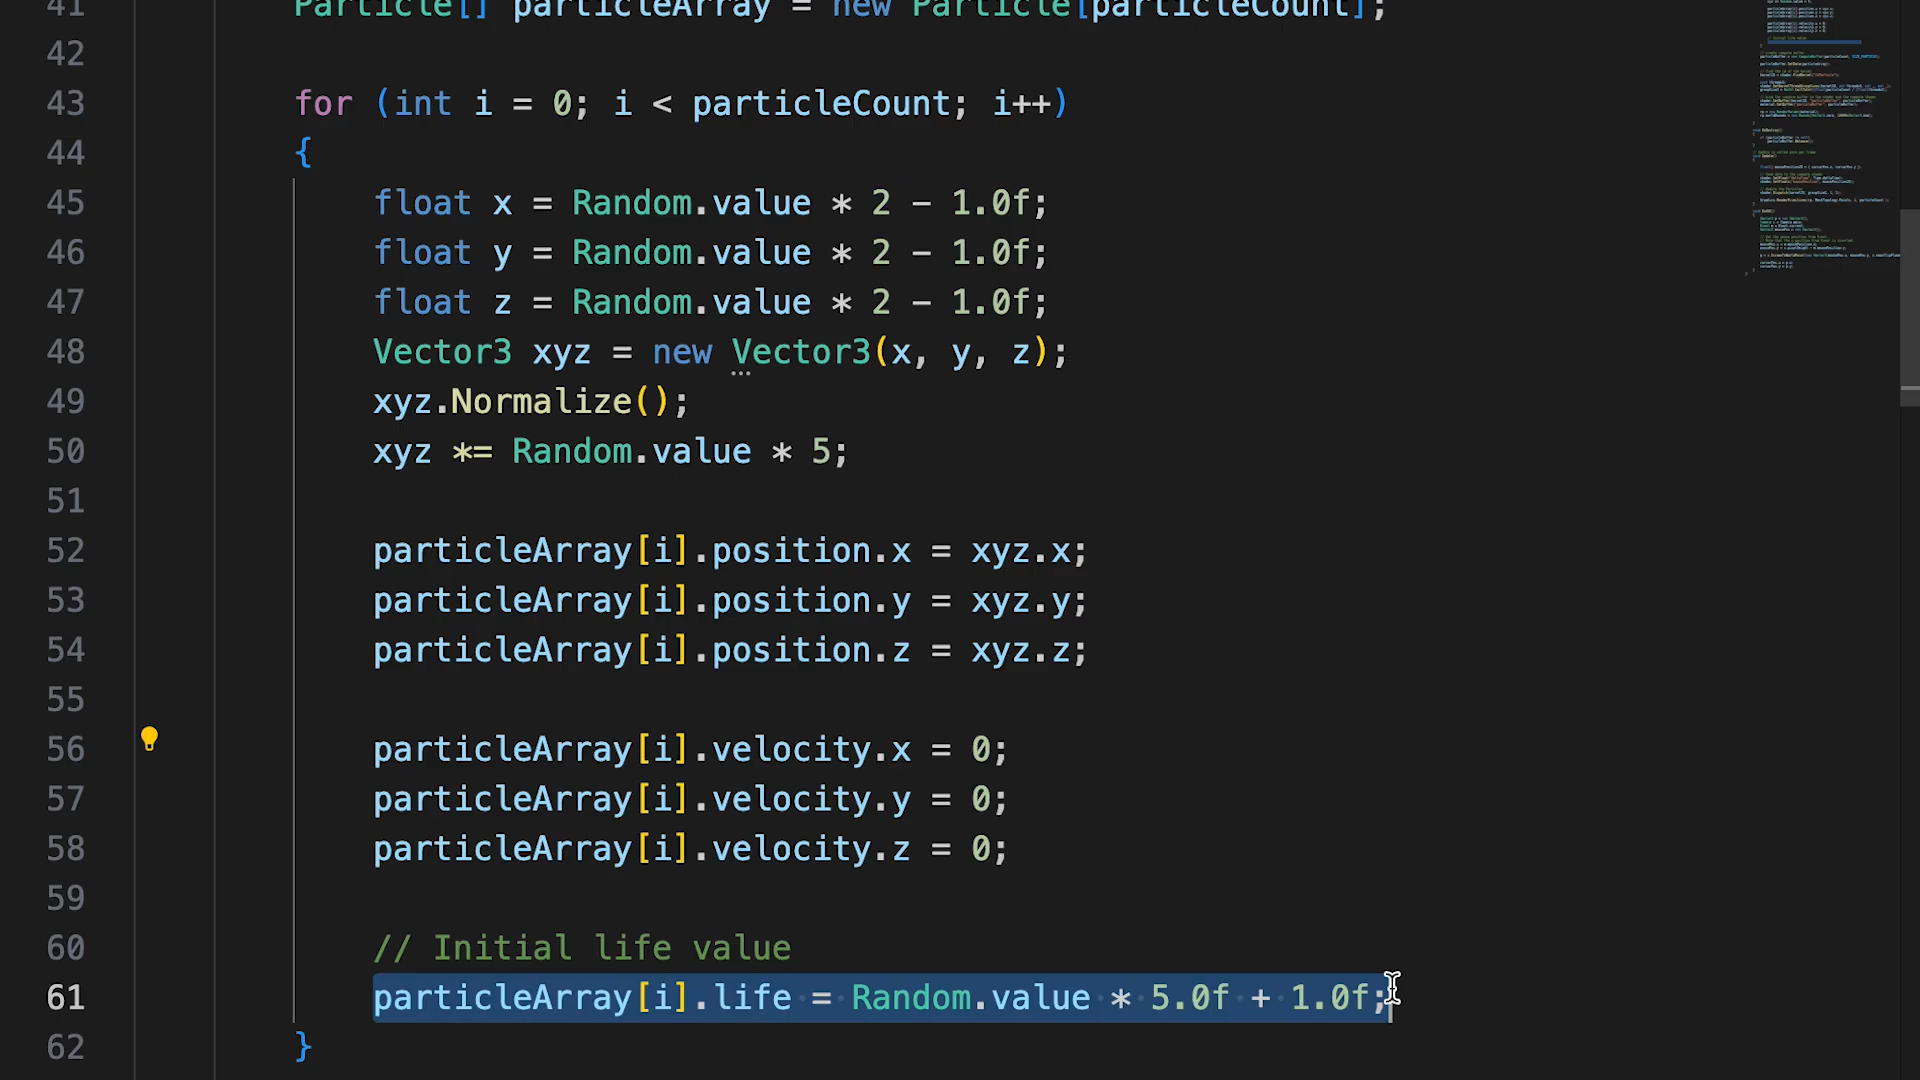 41 Particle[] particleArray = new Particle[particleCount];
42
43 for (int i = 0; i < particleCount; i++)
44 {
45 float x = Random.value * 2 - 1.0f;
46 float y = Random.value * 2 - 1.0f;
47 float z = Random.value * 2 - 1.0f;
48 Vector3 xyz = new Vector3(x, y, z);
49 xyz.Normalize();
50 xyz *= Random.value * 5;
51
52 particleArray[i].position.x = xyz.x;
53 particleArray[i].position.y = xyz.y;
54 particleArray[i].position.z = xyz.z;
55
56 particleArray[i].velocity.x = 0;
57 particleArray[i].velocity.y = 0;
58 particleArray[i].velocity.z = 0;
59
60 // Initial life value
61 particleArray[i].life = Random.value * 5.0f + 1.0f;
62 }